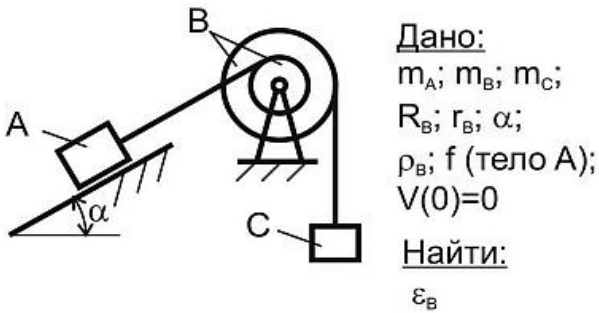 B
A
α
C
Дано:
m_A; m_B; m_C;
R_B; r_B; α;
ρ_B; f (тело A);
V(0)=0
Найти:
ε_B